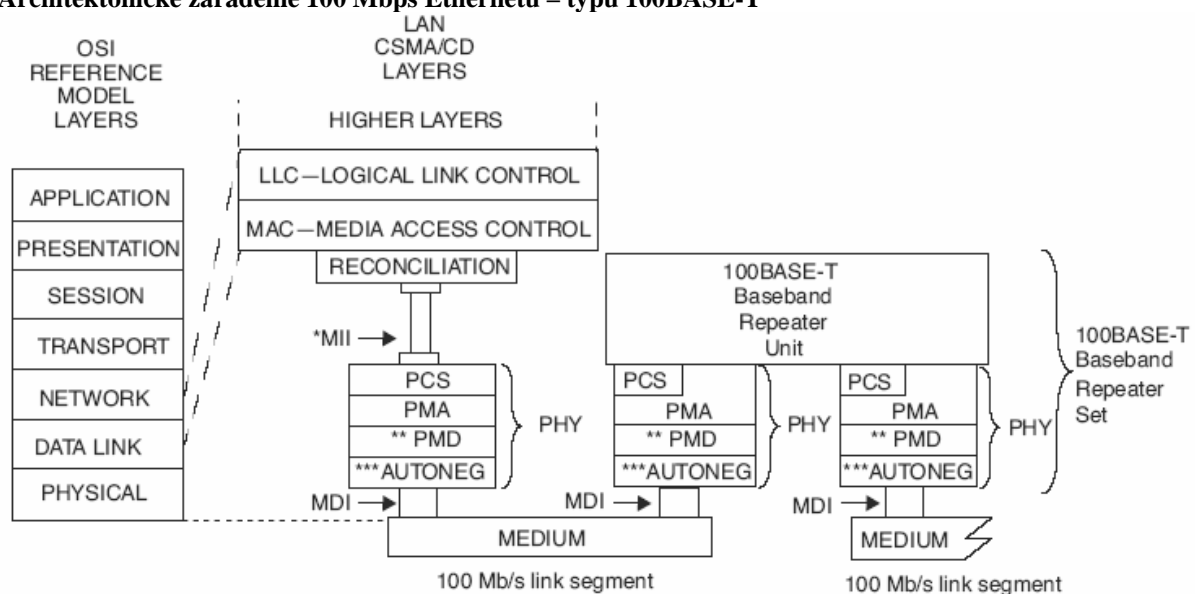 Architektonické zaradenie 100 Mbps Ethernetu – typu 100BASE-T
OSI
REFERENCE
MODEL
LAYERS
LAN
CSMA/CD
LAYERS
HIGHER LAYERS
APPLICATION
PRESENTATION
SESSION
TRANSPORT
NETWORK
DATA LINK
PHYSICAL
LLC—LOGICAL LINK CONTROL
MAC—MEDIA ACCESS CONTROL
RECONCILIATION
*MII
PCS
PMA
** PMD
***AUTONEG
PHY
MDI
100BASE-T
Baseband
Repeater
Unit
PCS
PMA
** PMD
***AUTONEG
PHY
MDI
PCS
PMA
** PMD
***AUTONEG
PHY
MDI
100BASE-T
Baseband
Repeater
Set
MEDIUM
MEDIUM
100 Mb/s link segment
100 Mb/s link segment